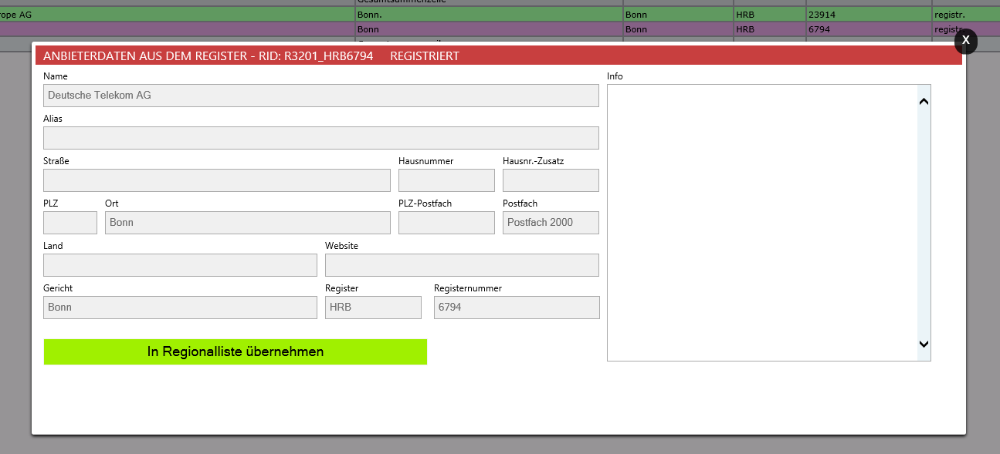 rope AG Bonn. Bonn HRB 23914 registr.
Bonn Bonn HRB 6794 registr.
X
ANBIETERDATEN AUS DEM REGISTER - RID: R3201_HRB6794 REGISTRIERT
Name Info
Deutsche Telekom AG
Alias
Straße Hausnummer Hausnr.-Zusatz
PLZ Ort PLZ-Postfach Postfach
Bonn Postfach 2000
Land Website
Gericht Register Registernummer
Bonn HRB 6794
In Regionalliste übernehmen